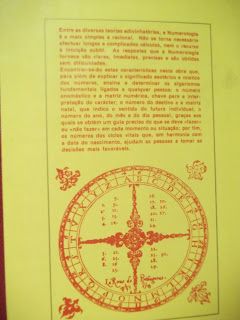 Entre as diversas teorias adivinhatórias, a Numerologia
é a mais simples e racional. Não se torna necessário
efectuar longos e complicados cálculos, nem o recurso
à intuição subtil. As respostas que a Numerologia
fornece são claras, imediatas, precisas e são obtidas
sem dificuldades.
Encontrar-se-ão estas características nesta obra que,
para além de explicar o significado esotérico e oculto
dos números, ensina a determinar os algarismos
fundamentais ligados a qualquer pessoa: o número
onomástico e a matriz numérica, chave para a inter-
pretação do carácter; o número do destino e a matriz
natal, que indica o sentido do futuro individual; o
número do ano, do mês e do dia pessoal, graças aos
quais se obtém um guia preciso do que se deve «fazer»
ou «não fazer» em cada momento ou situação; por fim,
os números dos ciclos vitais que, em harmonia com
a data do nascimento, ajudam as pessoas a tomar as
decisões mais favoráveis.